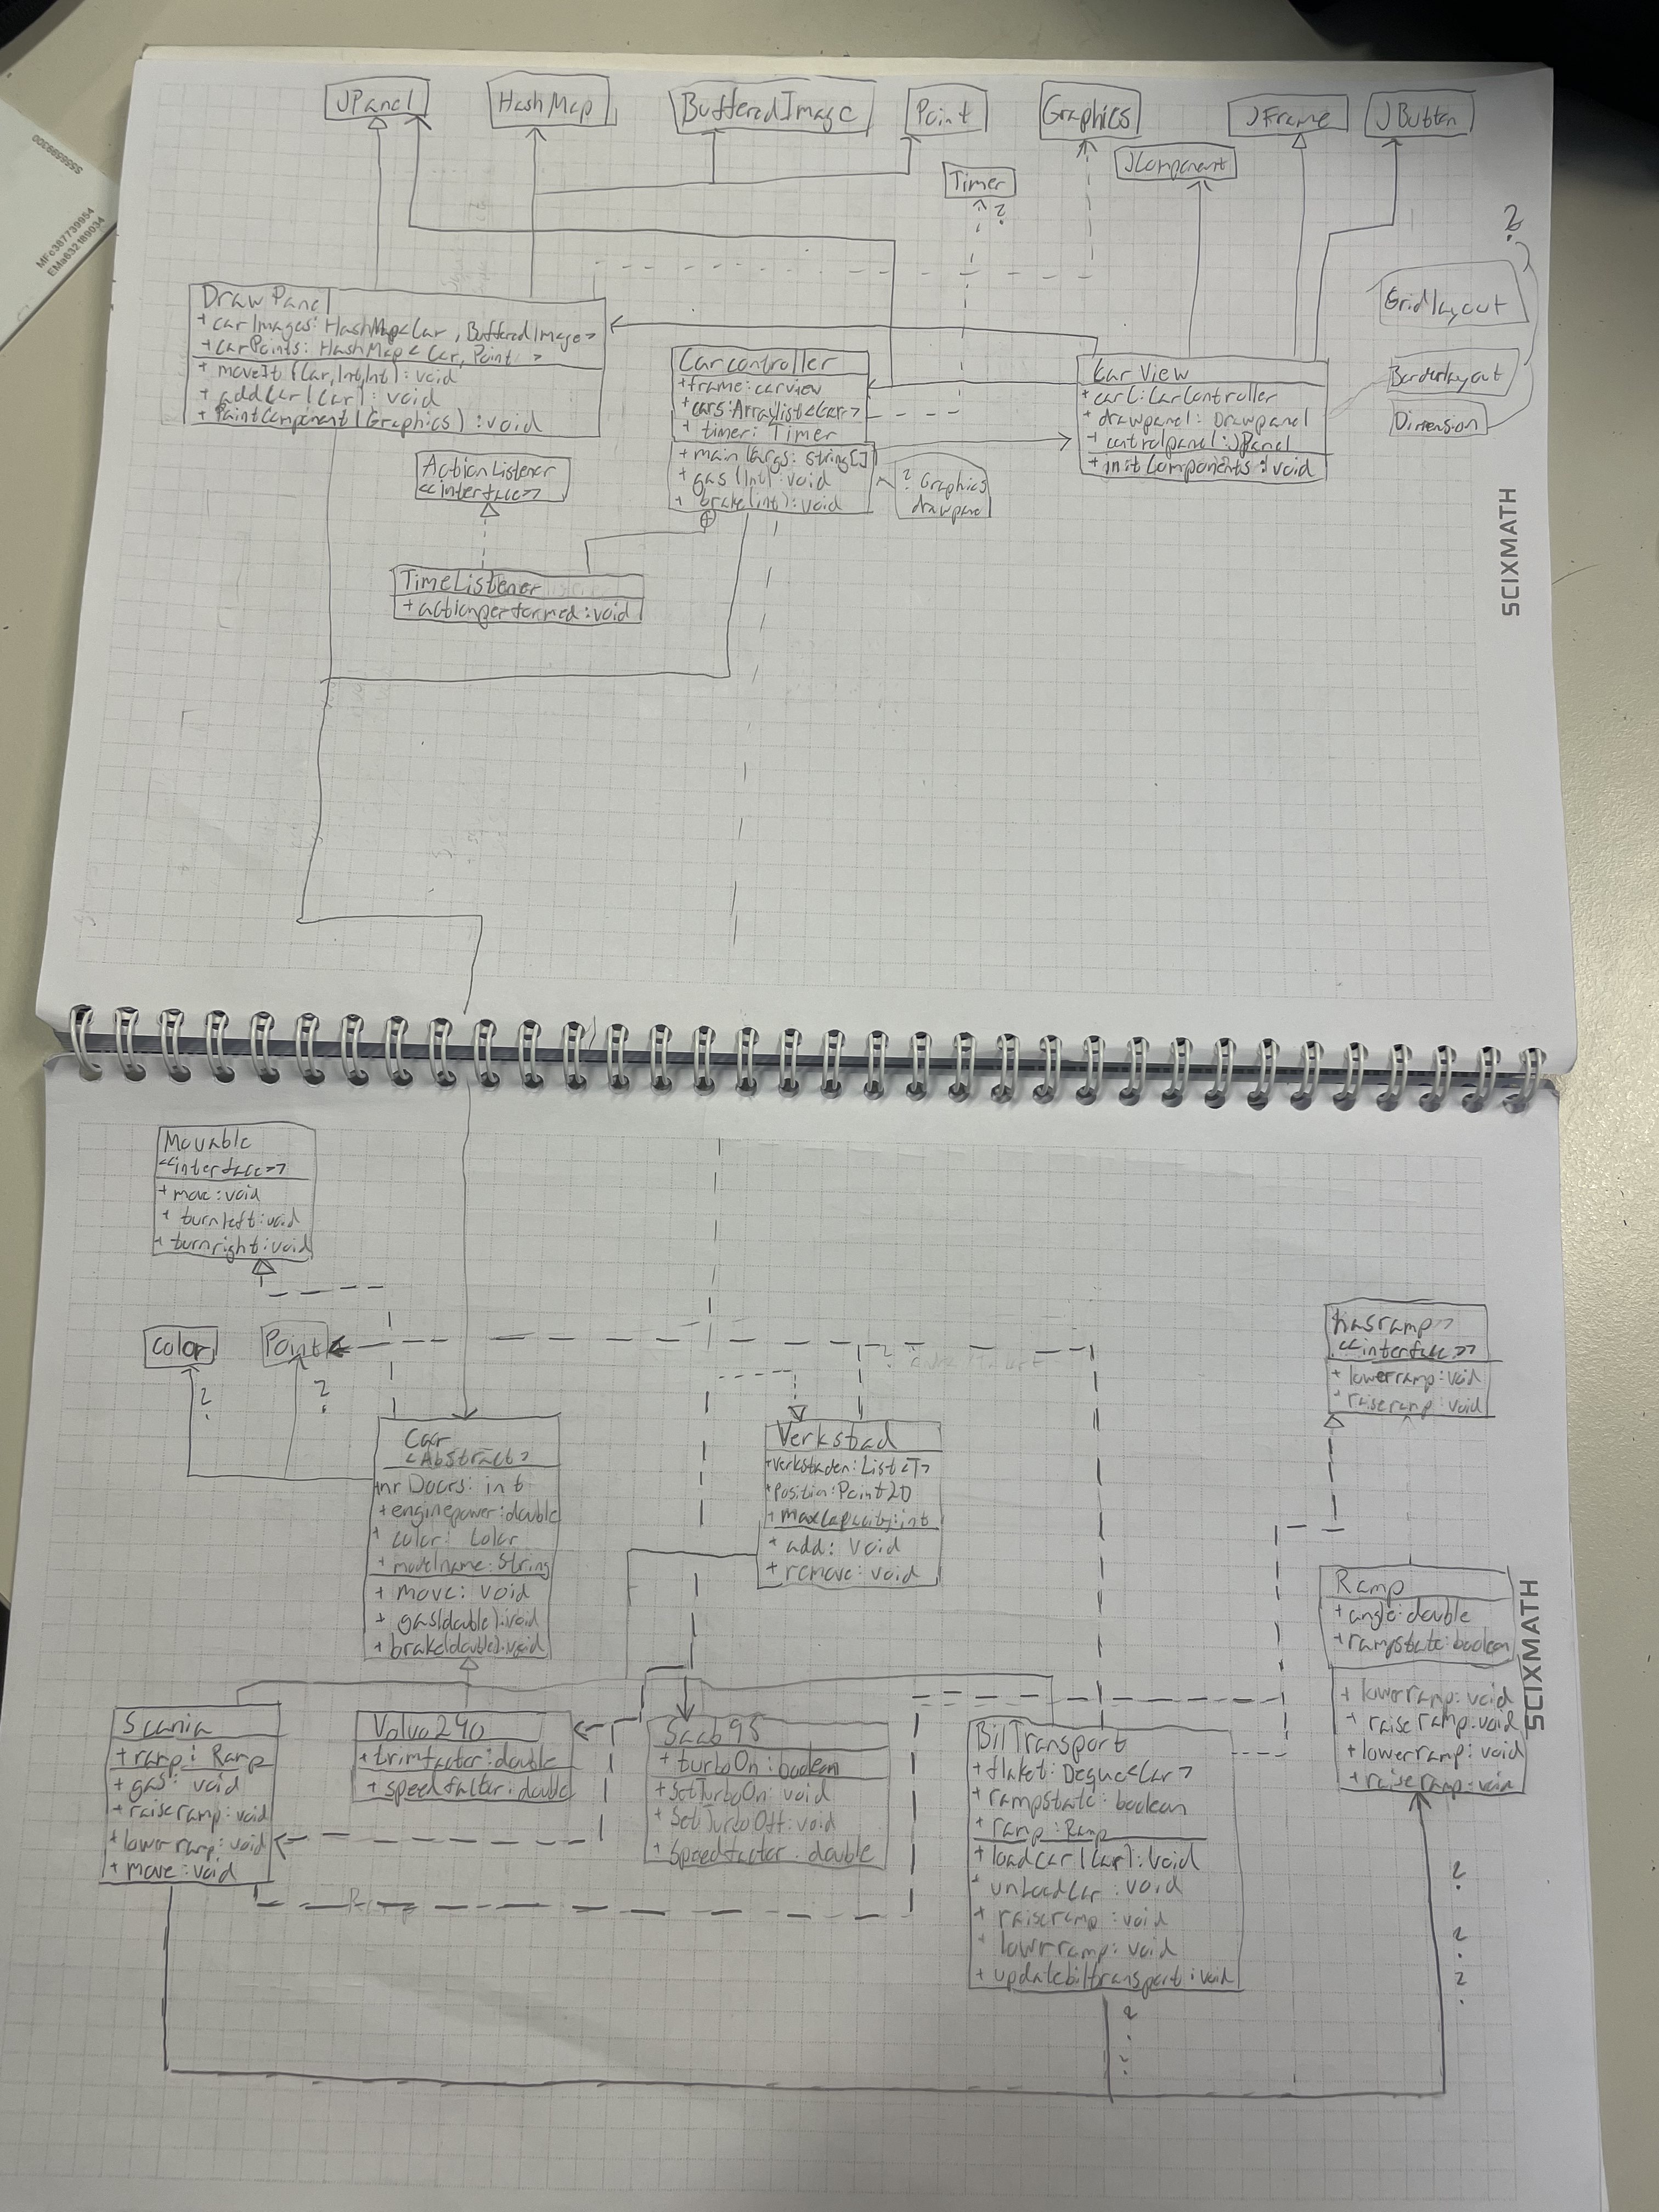 JPanel
HashMap
BufferedImage
Point
Graphics
JFrame
JButton
JComponent
Timer
?
?
SSS6599300
MFc387739954
EMa632189034
DrawPanel
+ carImages: HashMap<Car, BufferedImage>
+ carPoints: HashMap<Car, Point>
+ moveIt(Car, Int, Int): void
+ addCar(Car): void
+ PaintComponent(Graphics): void
Carcontroller
+ frame: carview
+ cars: Arraylist<Car>
+ timer: Timer
+ main(args: string[])
+ gas(Int): void
+ brake(int): void
CarView
+ carC: CarController
+ drawpanel: Drawpanel
+ controlpanel: JPanel
+ initComponents: void
Gridlayout
Borderlayout
Dimension
? Graphics
drawpanel
ActionListener
<<interface>>
TimeListener
+ actionperformed: void
SCIXMATH
Movable
<<interface>>
+ move: void
+ turnleft: void
+ turnright: void
Color
Point
?
?
?
hasramp
<<interface>>
+ lowerramp: void
+ raiseramp: void
Car
<Abstract>
+nrDoors: int
+ enginepower: double
+ color: Color
+ modelname: String
+ move: void
+ gas(double): void
+ brake(double): void
Verkstad
+ verkstaden: List<T>
+ position: Point2D
+ maxcapacity: int
+ add: Void
+ remove: void
Ramp
+ angle: double
+ rampstate: boolean
+ lowerramp: void
+ raiseramp: void
+ lowerramp: void
+ raiseramp: void
SCIXMATH
Scania
+ ramp: Ramp
+ gas: void
+ raiseramp: void
+ lowerramp: void
+ move: void
Volvo240
+ trimfactor: double
+ speedfactor: double
Saab95
+ turboOn: boolean
+ SetTurboOn: void
+ SetTurboOff: void
+ Speedfactor: double
BilTransport
+ flaket: Deque<Car>
+ rampstate: boolean
+ ramp: Ramp
+ loadCar(Car): void
+ unloadCar: void
+ raiseramp: void
+ lowerramp: void
+ updatebiltransport: void
?
?
?
?
?